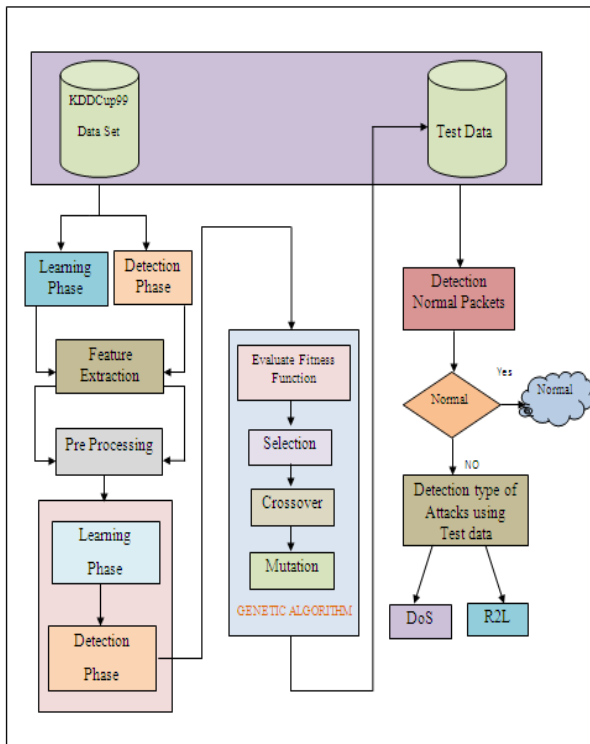 KDDCup99
Data Set
Test Data
Learning
Phase
Detection
Phase
Feature
Extraction
Pre Processing
Learning
Phase
Detection
Phase
Evaluate Fitness
Function
Selection
Crossover
Mutation
GENETIC ALGORITHM
Detection
Normal Packets
Normal
Yes
Normal
NO
Detection type of
Attacks using
Test data
DoS
R2L